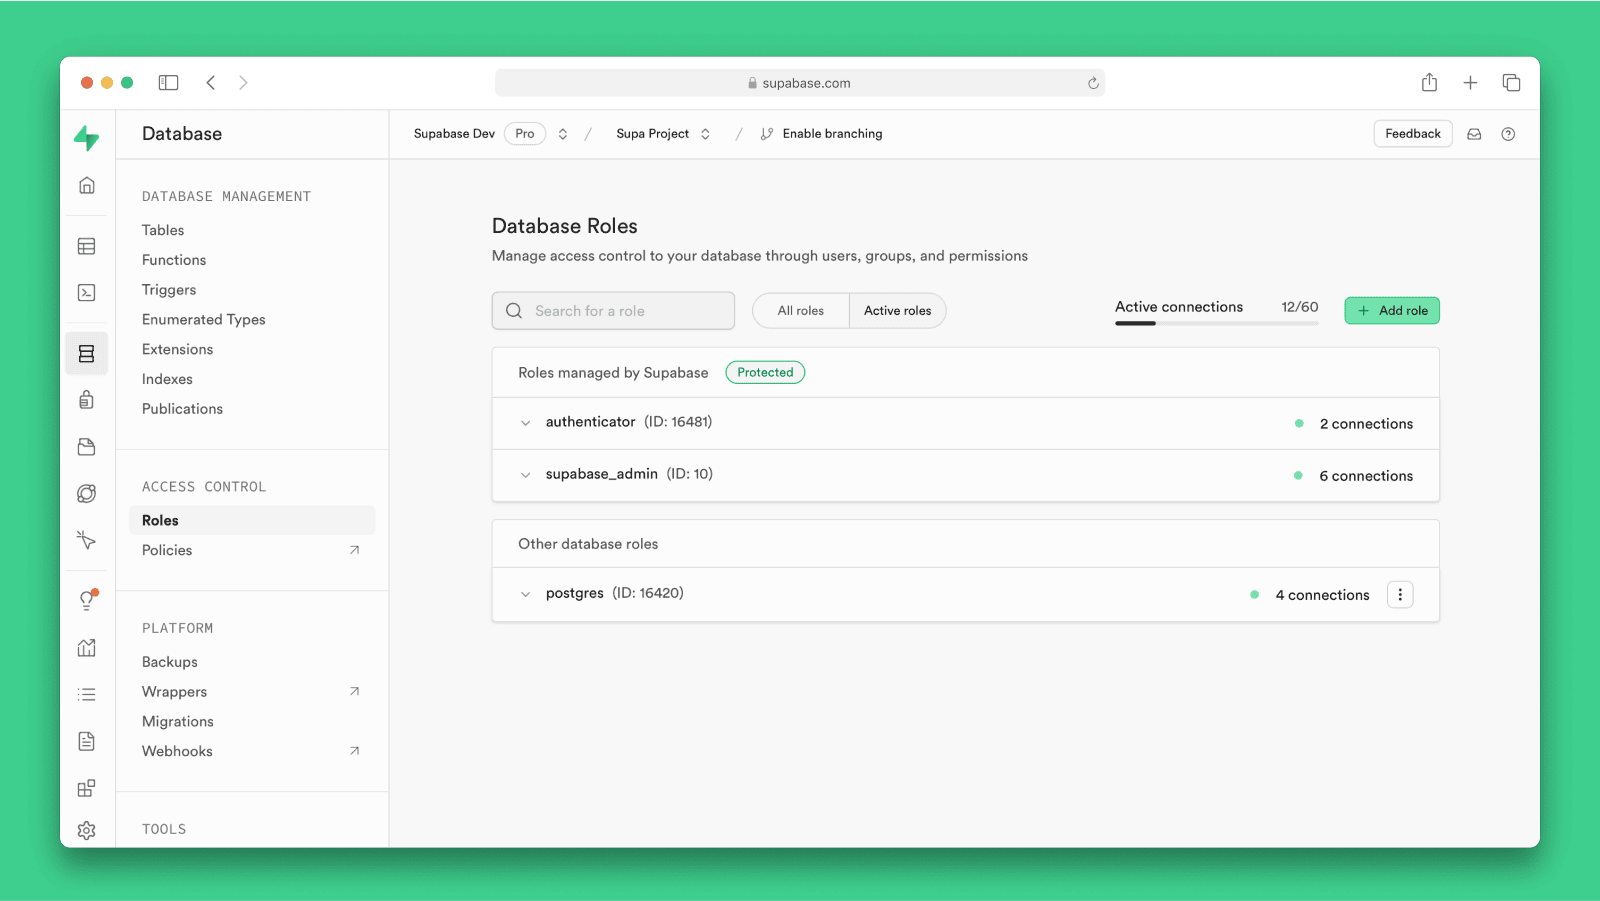 supabase.com
Database
Supabase Dev Pro / Supa Project / Enable branching
Feedback
DATABASE MANAGEMENT
Tables
Functions
Triggers
Enumerated Types
Extensions
Indexes
Publications
ACCESS CONTROL
Roles
Policies
PLATFORM
Backups
Wrappers
Migrations
Webhooks
TOOLS
Database Roles
Manage access control to your database through users, groups, and permissions
Search for a role
All roles
Active roles
Active connections 12/60
Add role
Roles managed by Supabase Protected
authenticator (ID: 16481) 2 connections
supabase_admin (ID: 10) 6 connections
Other database roles
postgres (ID: 16420) 4 connections